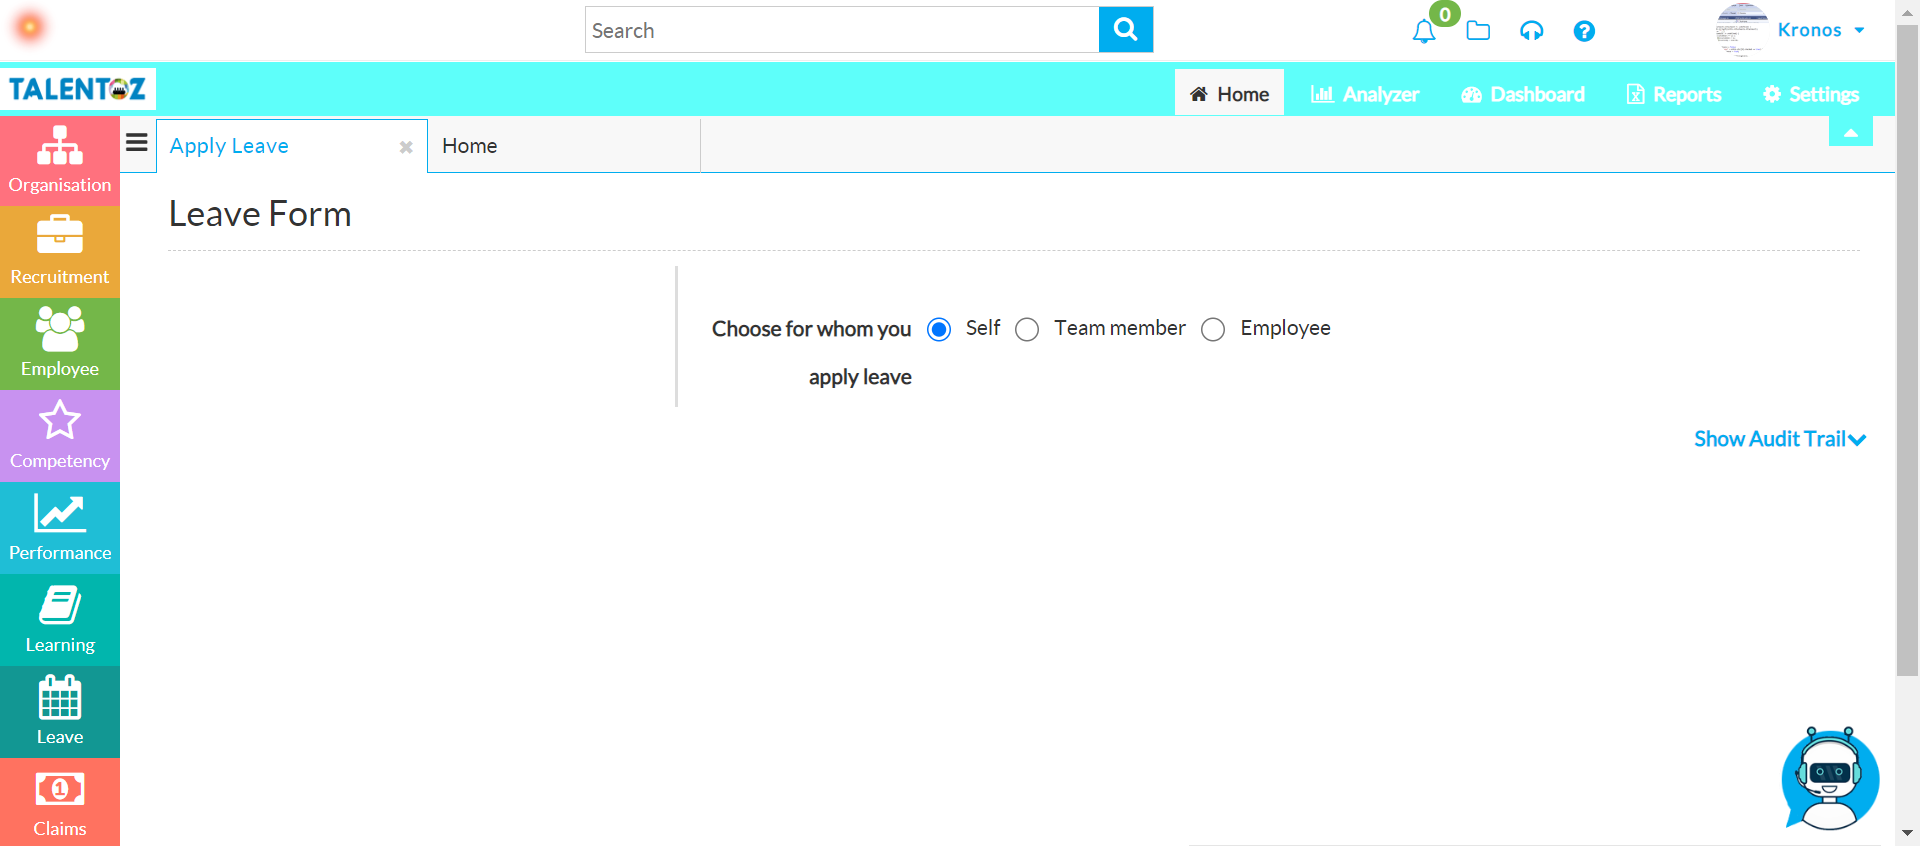 Search
0
Kronos
TALENTOZ
Home
Analyzer
Dashboard
Reports
Settings
Apply Leave
Home
Organisation
Recruitment
Employee
Competency
Performance
Learning
Leave
Claims
Leave Form
Choose for whom you
apply leave
Self
Team member
Employee
Show Audit Trail